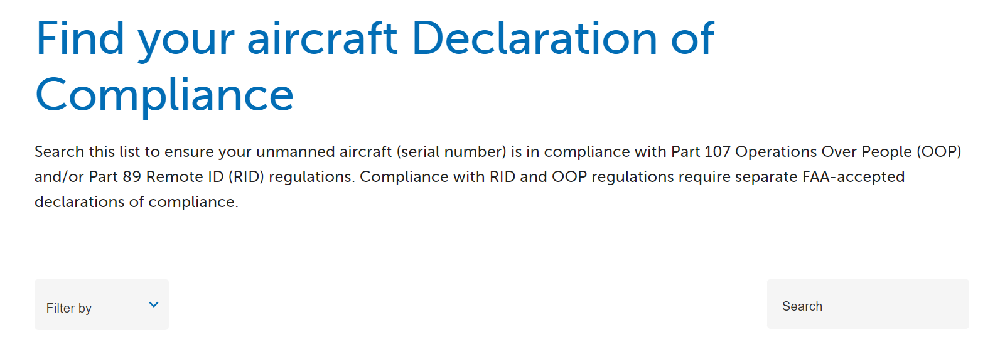 Find your aircraft Declaration of
Compliance
Search this list to ensure your unmanned aircraft (serial number) is in compliance with Part 107 Operations Over People (OOP)
and/or Part 89 Remote ID (RID) regulations. Compliance with RID and OOP regulations require separate FAA-accepted
declarations of compliance.
Filter by
Search